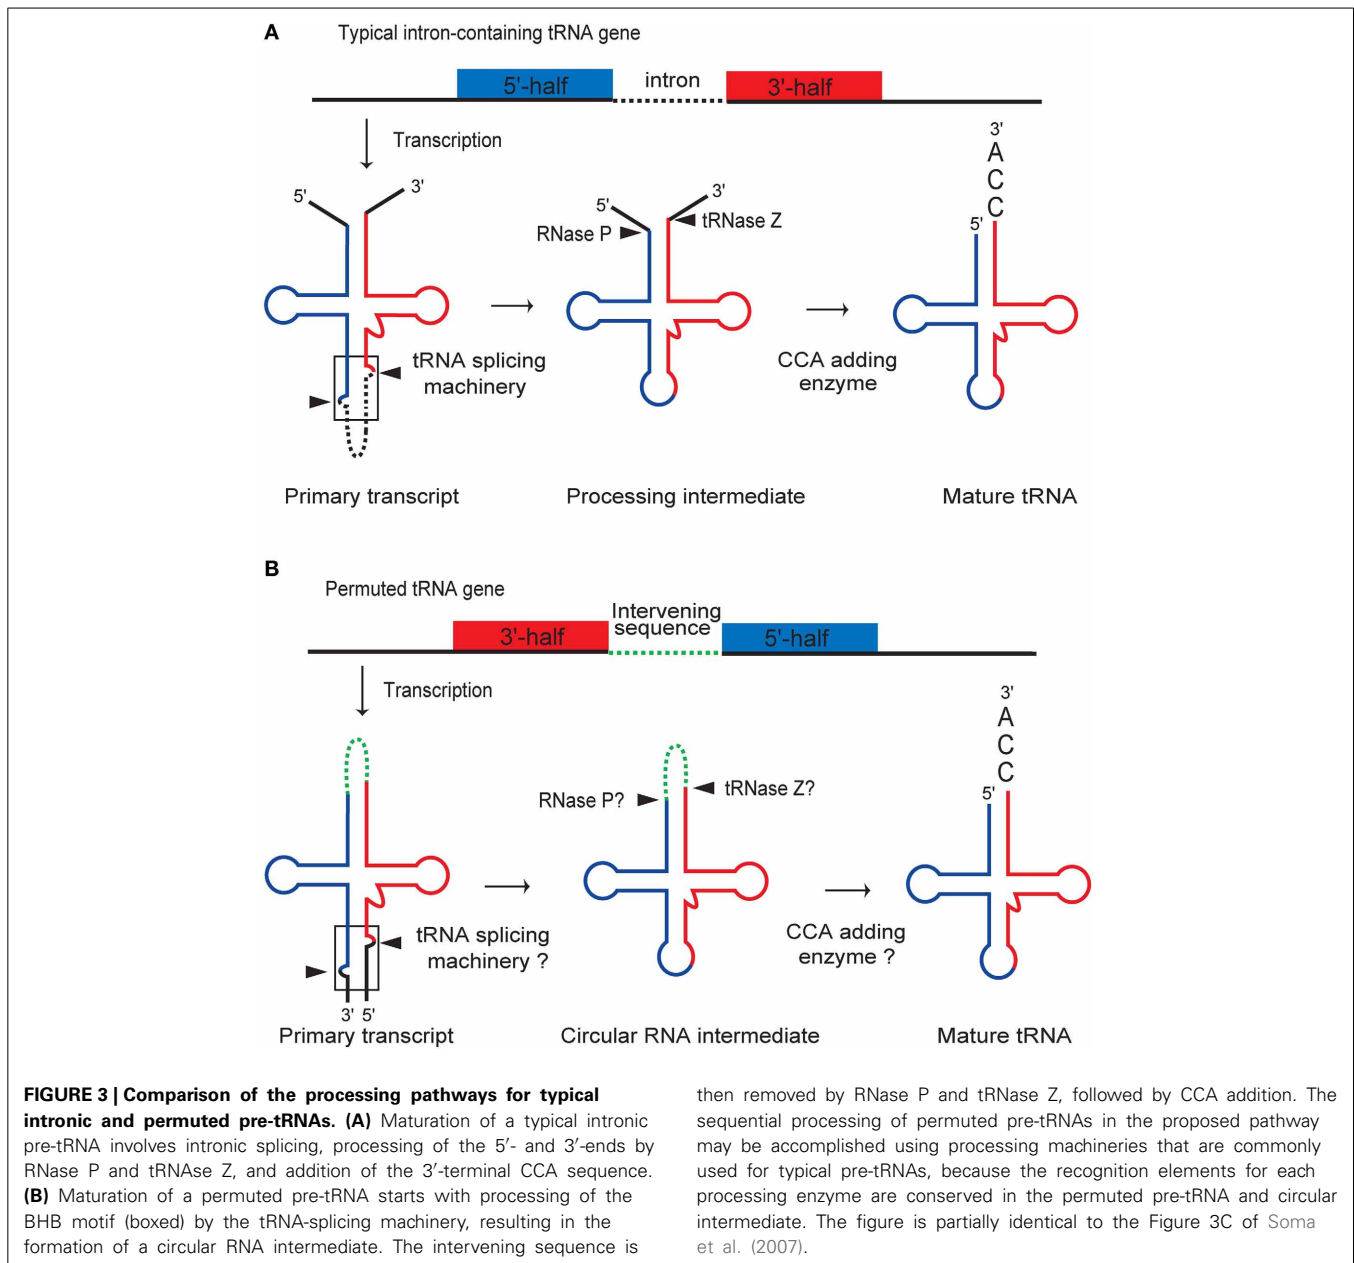 A
Typical intron-containing tRNA gene
5'-half
intron
3'-half
Transcription
5'
3'
tRNA splicing
machinery
Primary transcript
5'
3'
RNase P
tRNase Z
Processing intermediate
CCA adding
enzyme
3'
A
C
C
5'
Mature tRNA
B
Permuted tRNA gene
3'-half
Intervening
sequence
5'-half
Transcription
tRNA splicing
machinery ?
3' 5'
Primary transcript
RNase P?
tRNase Z?
Circular RNA intermediate
CCA adding
enzyme ?
3'
A
C
C
5'
Mature tRNA
FIGURE 3 | Comparison of the processing pathways for typical
intronic and permuted pre-tRNAs. (A) Maturation of a typical intronic
pre-tRNA involves intronic splicing, processing of the 5′- and 3′-ends by
RNase P and tRNAse Z, and addition of the 3′-terminal CCA sequence.
(B) Maturation of a permuted pre-tRNA starts with processing of the
BHB motif (boxed) by the tRNA-splicing machinery, resulting in the
formation of a circular RNA intermediate. The intervening sequence is
then removed by RNase P and tRNase Z, followed by CCA addition. The
sequential processing of permuted pre-tRNAs in the proposed pathway
may be accomplished using processing machineries that are commonly
used for typical pre-tRNAs, because the recognition elements for each
processing enzyme are conserved in the permuted pre-tRNA and circular
intermediate. The figure is partially identical to the Figure 3C of Soma
et al. (2007).